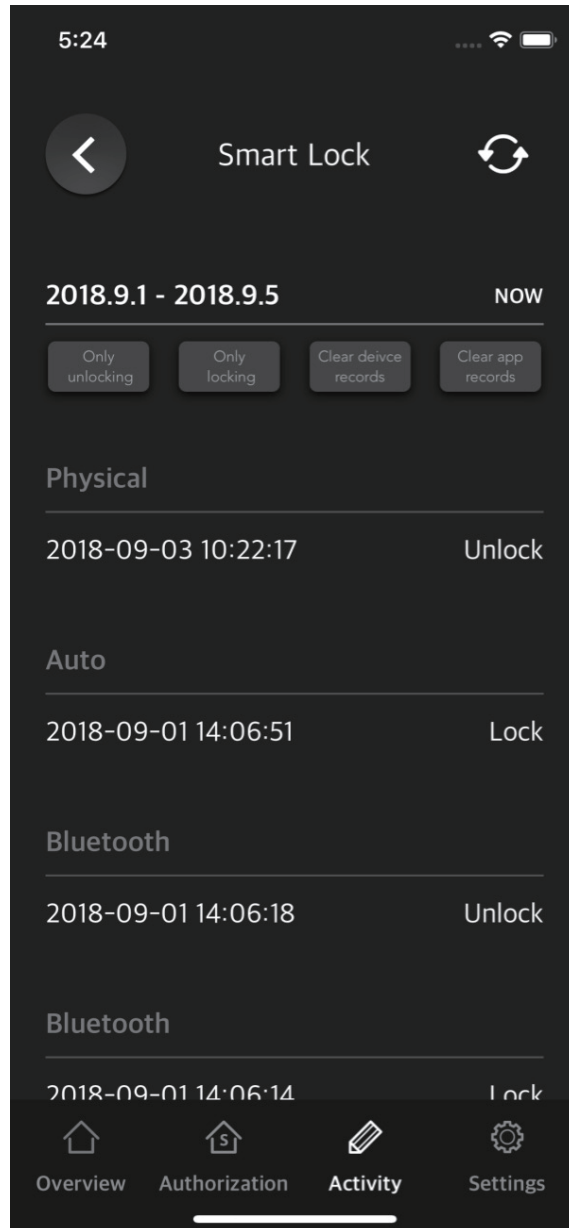 5:24
Smart Lock
2018.9.1 - 2018.9.5 NOW
Only
unlocking
Only
locking
Clear deivce
records
Clear app
records
Physical
2018-09-03 10:22:17 Unlock
Auto
2018-09-01 14:06:51 Lock
Bluetooth
2018-09-01 14:06:18 Unlock
Bluetooth
2018-09-01 14:06:14 Lock
S
Overview Authorization Activity Settings